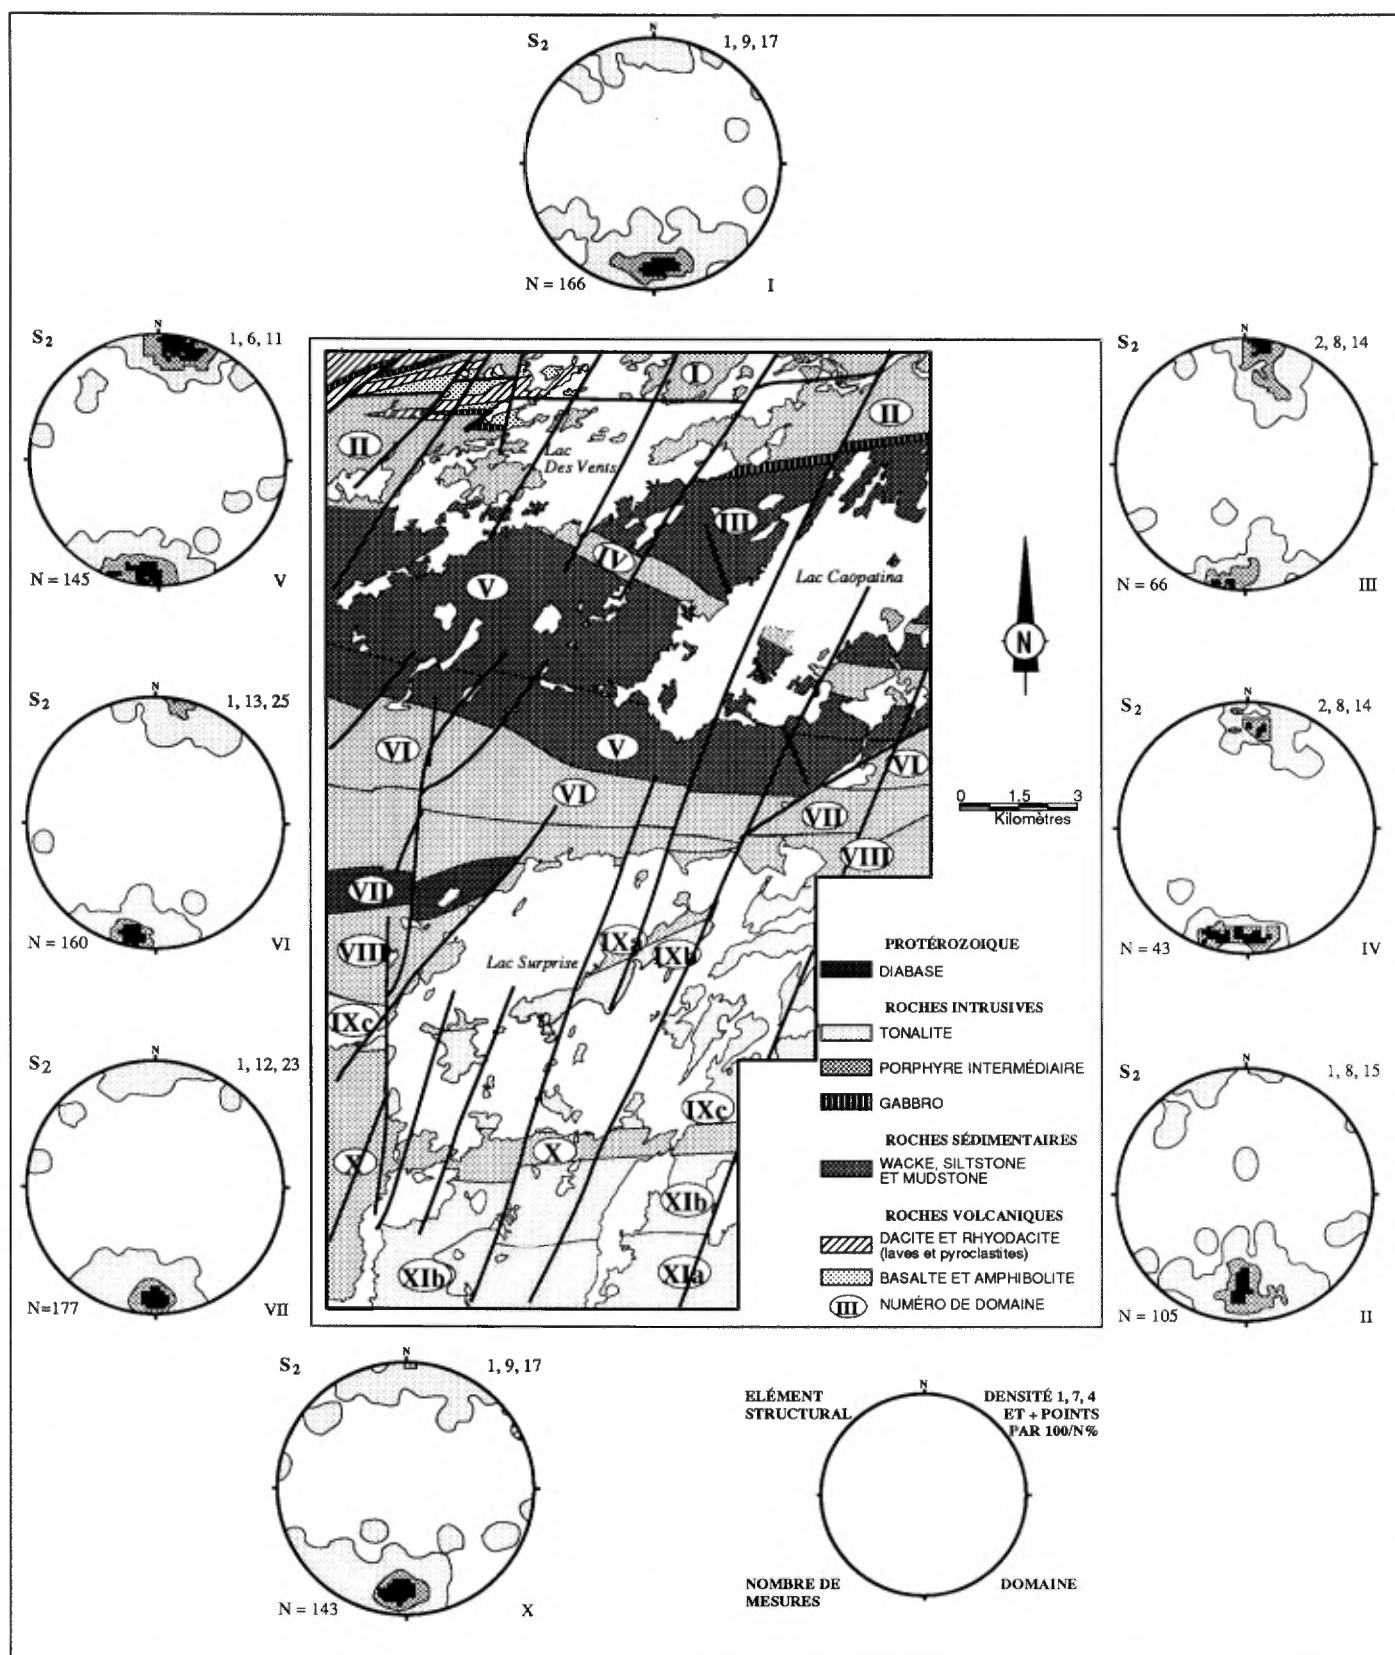 N
S2
1, 9, 17
N = 166
I
N
S2
1, 6, 11
N = 145
V
N
S2
2, 8, 14
N = 66
III
N
S2
1, 13, 25
N = 160
VI
N
S2
2, 8, 14
N = 43
IV
N
S2
1, 12, 23
N=177
VII
N
S2
1, 8, 15
N = 105
II
N
S2
1, 9, 17
N = 143
X
I
II
II
Lac
Des Vents
III
IV
V
Lac Caopatina
VI
V
VI
VI
VII
VIII
VII
VIII
IXa
IXb
Lac Surprise
IXc
IXc
X
X
XIb
XIb
XIa
N
0 1,5 3
Kilomètres
PROTÉROZOIQUE
DIABASE
ROCHES INTRUSIVES
TONALITE
PORPHYRE INTERMÉDIAIRE
GABBRO
ROCHES SÉDIMENTAIRES
WACKE, SILTSTONE
ET MUDSTONE
ROCHES VOLCANIQUES
DACITE ET RHYODACITE
(laves et pyroclastites)
BASALTE ET AMPHIBOLITE
III NUMÉRO DE DOMAINE
N
ELÉMENT
STRUCTURAL
DENSITÉ 1, 7, 4
ET + POINTS
PAR 100/N%
NOMBRE DE
MESURES
DOMAINE